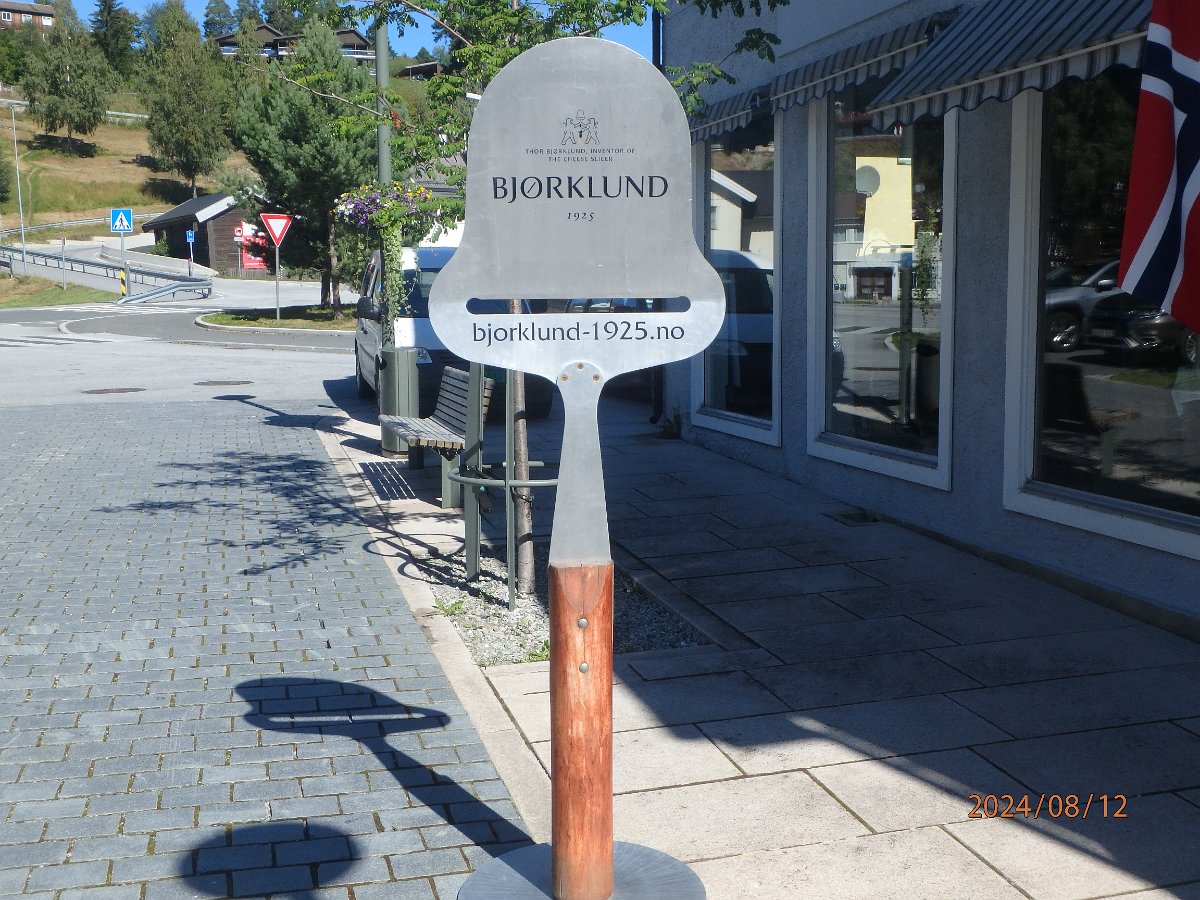 THOR BJØRKLUND, INVENTOR OF
THE CHEESE SLICER
BJØRKLUND
1925
bjorklund-1925.no
2024/08/12